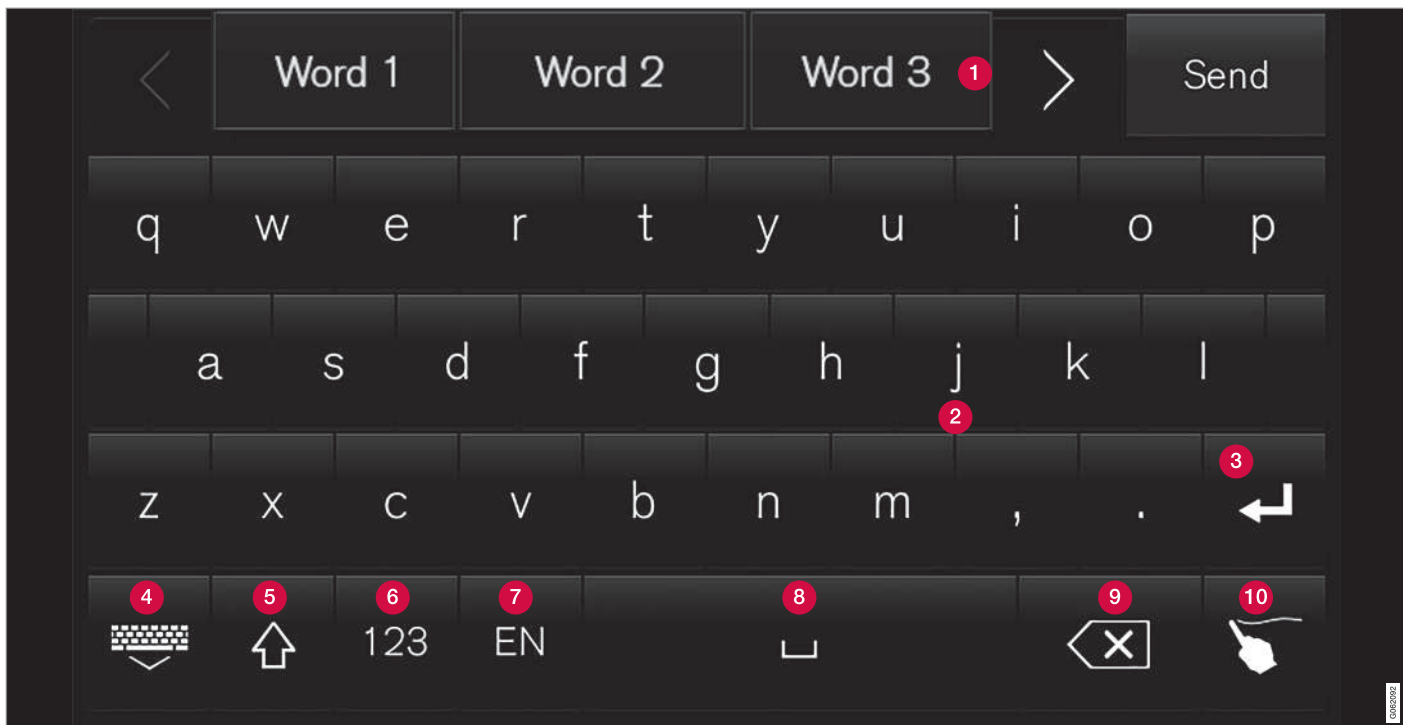 Word 1 Word 2 Word 3 1 Send
q w e r t y u i o p
a s d f g h j k l
2
3
z x c v b n m , .
4 5 6 7 8 9 10
123 EN
G062092